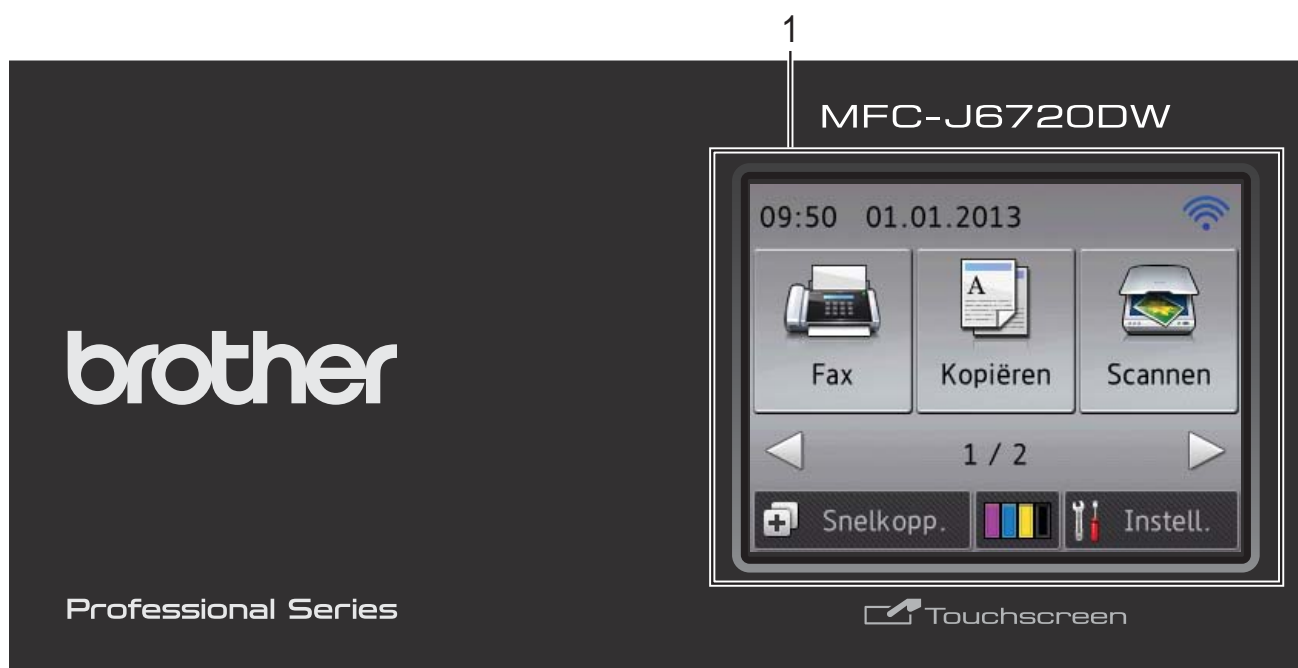 1
MFC-J6720DW
09:50 01.01.2013
Fax Kopiëren Scannen
1 / 2
Snelkopp. Instell.
brother
Professional Series
Touchscreen